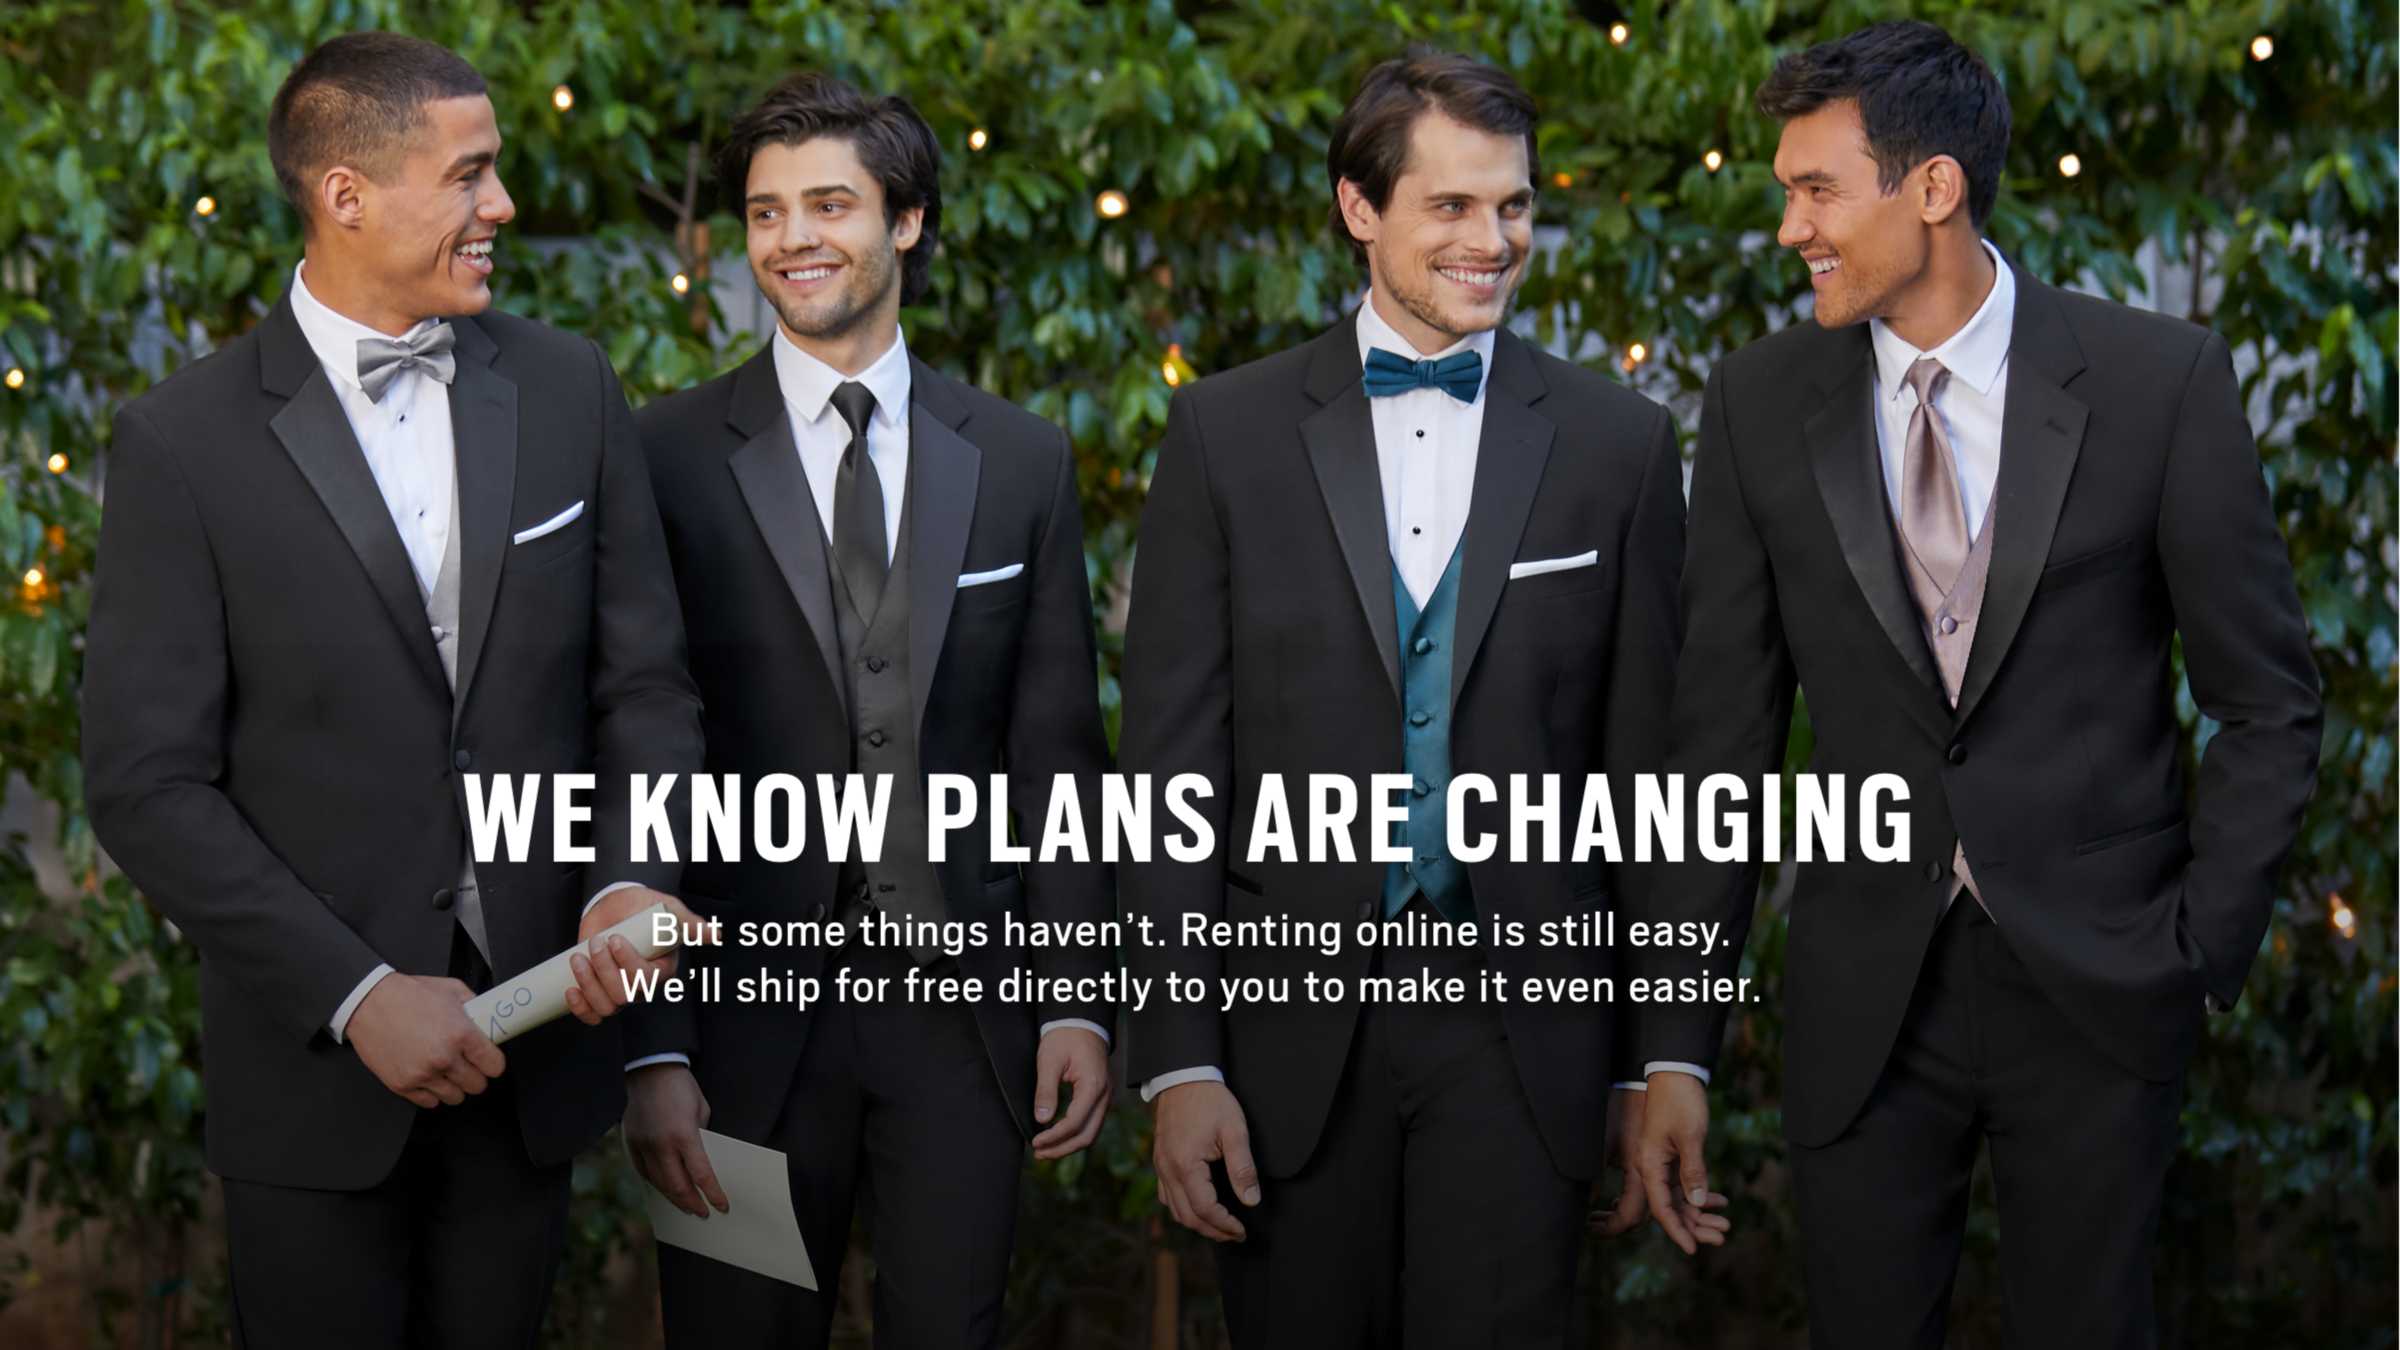 WE KNOW PLANS ARE CHANGING
But some things haven't. Renting online is still easy.
We'll ship for free directly to you to make it even easier.